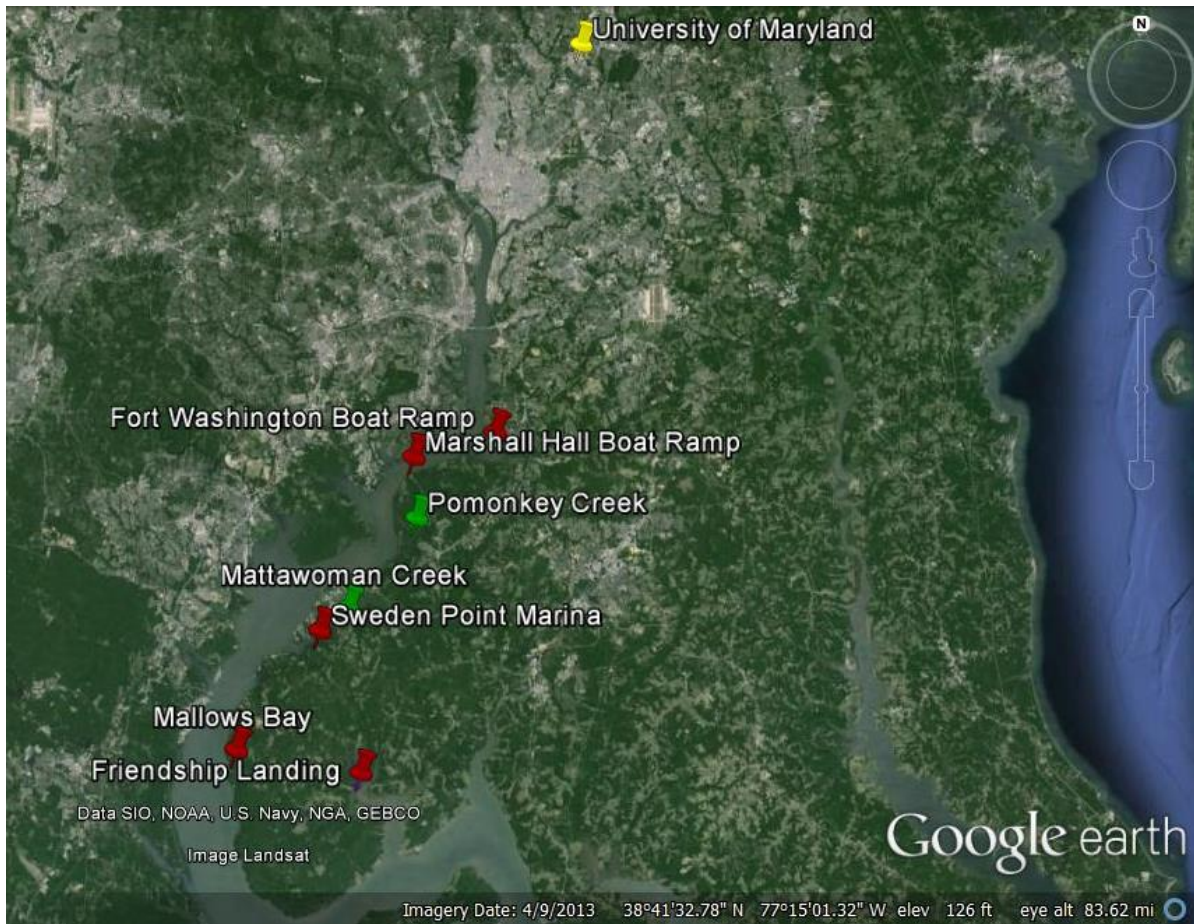 N
University of Maryland
Fort Washington Boat Ramp
Marshall Hall Boat Ramp
Pomonkey Creek
Mattawoman Creek
Sweden Point Marina
Mallows Bay
Friendship Landing
Data SIO, NOAA, U.S. Navy, NGA, GEBCO
Image Landsat
Google earth
Imagery Date: 4/9/2013 38°41'32.78" N 77°15'01.32" W elev 126 ft eye alt 83.62 mi